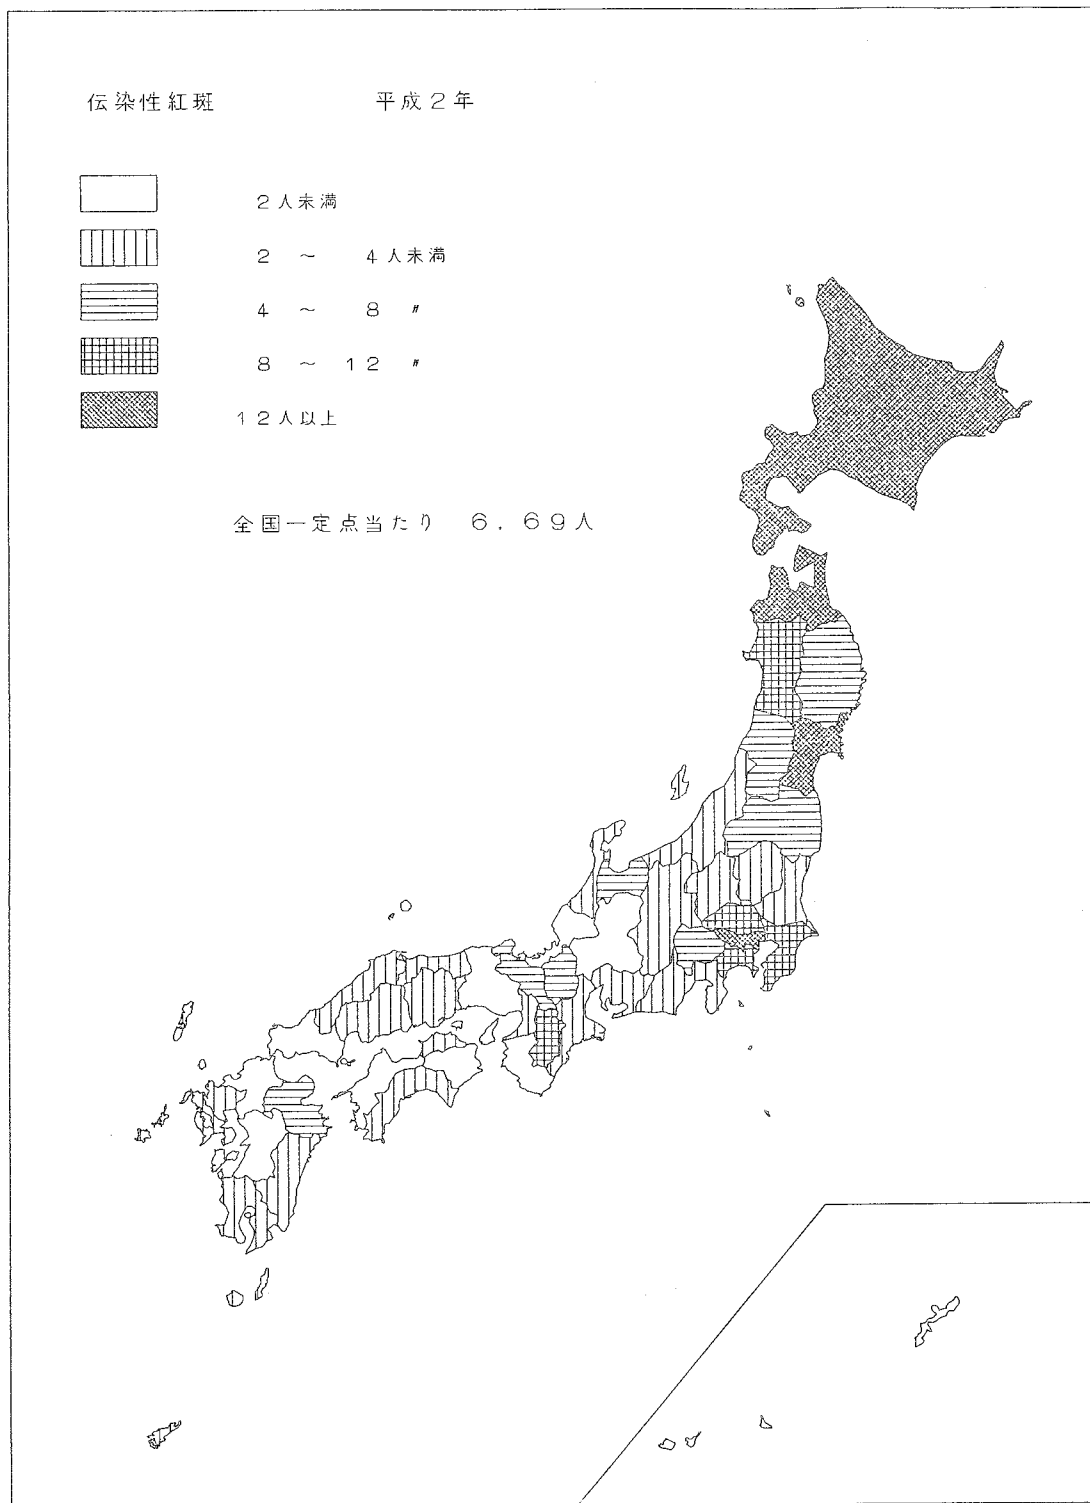 伝染性紅斑 平成2年
2人未満
2 ～ 4人未満
4 ～ 8 〃
8 ～ 12 〃
12人以上
全国一定点当たり 6.69人